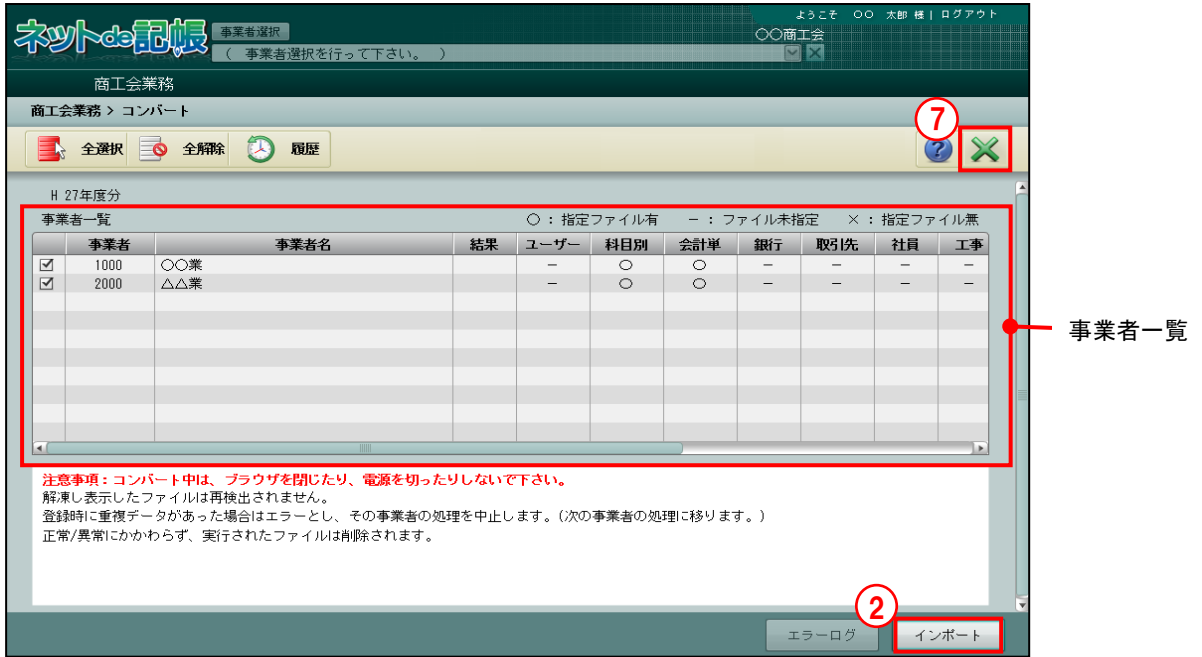 ようこそ ○○ 太郎 様 | ログアウト
ネットde記帳
事業者選択
○○商工会
( 事業者選択を行って下さい。 )
商工会業務
商工会業務 > コンバート
⑦
全選択 全解除 履歴
H 27年度分
事業者一覧 ○：指定ファイル有 −：ファイル未指定 ×：指定ファイル無
事業者 事業者名 結果 ユーザー 科目別 会計単 銀行 取引先 社員 工事
1000 ○○業 − ○ ○ − − − −
2000 △△業 − ○ ○ − − − −
事業者一覧
注意事項：コンバート中は、ブラウザを閉じたり、電源を切ったりしないで下さい。
解凍し表示したファイルは再検出されません。
登録時に重複データがあった場合はエラーとし、その事業者の処理を中止します。(次の事業者の処理に移ります。)
正常/異常にかかわらず、実行されたファイルは削除されます。
②
エラーログ インポート